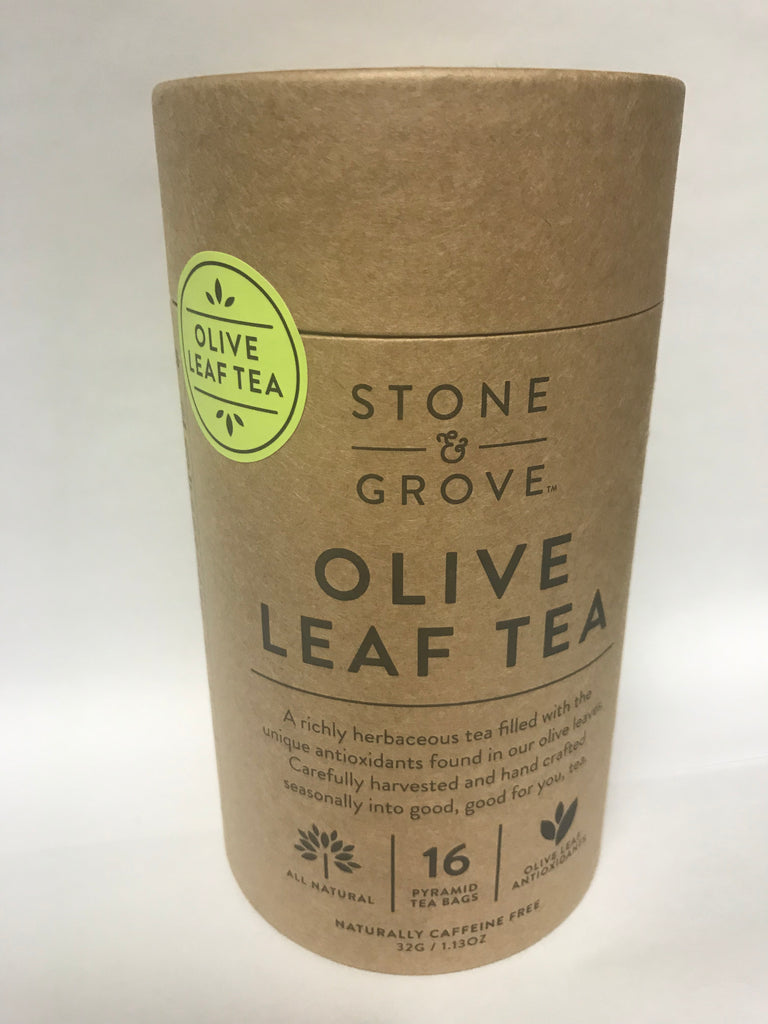 OLIVE
LEAF TEA
STONE
&
GROVE™
OLIVE
LEAF TEA
A richly herbaceous tea filled with the
unique antioxidants found in our olive leaves.
Carefully harvested and hand crafted
seasonally into good, good for you, tea.
ALL NATURAL
16
PYRAMID
TEA BAGS
OLIVE LEAF
ANTIOXIDANTS
NATURALLY CAFFEINE FREE
32G / 1.13OZ